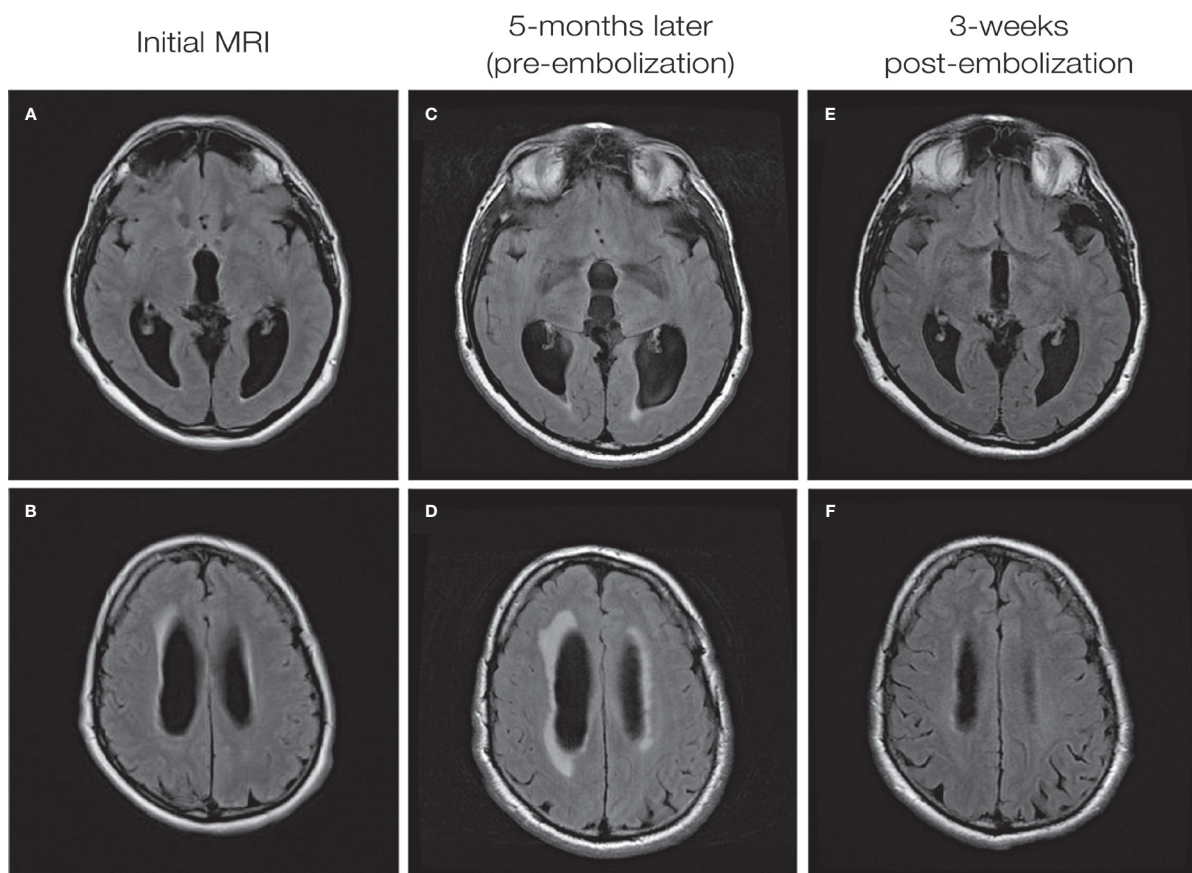 Initial MRI
5-months later
(pre-embolization)
3-weeks
post-embolization
A
C
E
B
D
F